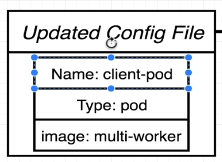 Updated Config File
Name: client-pod
Type: pod
image: multi-worker